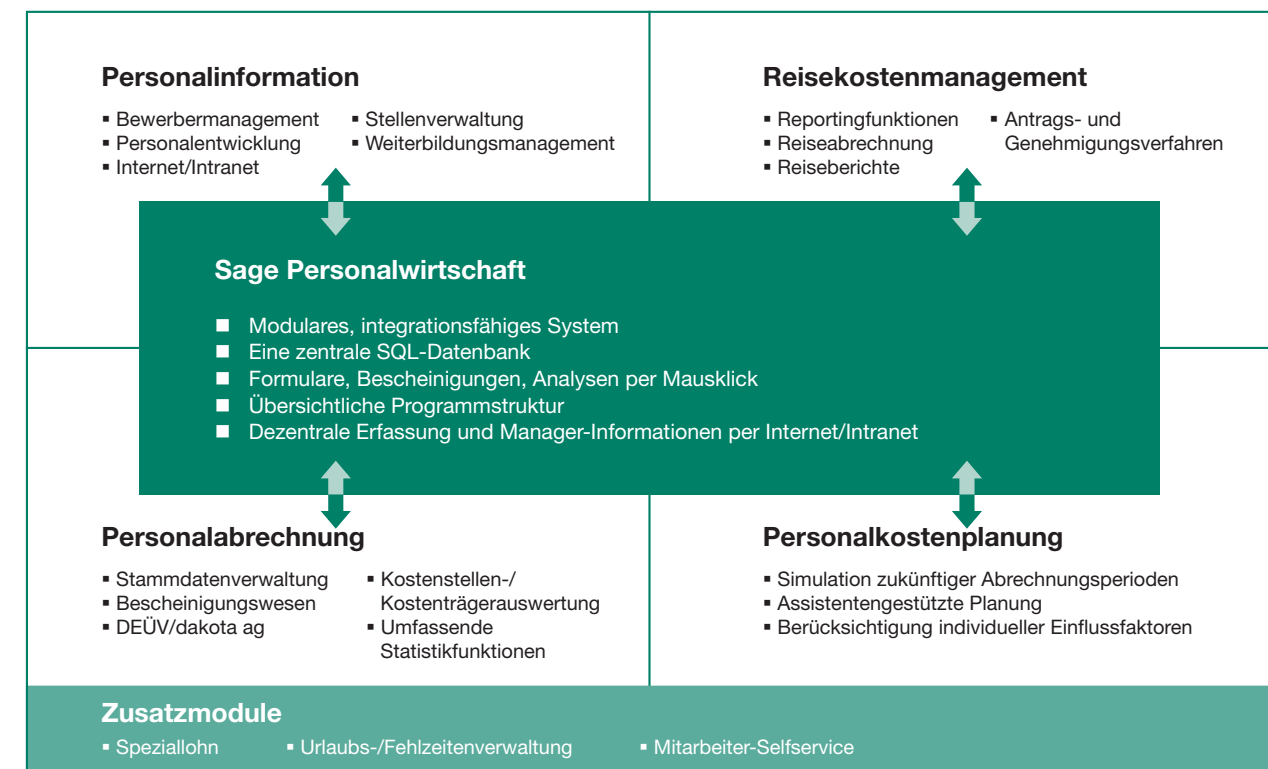 Personalinformation
▪ Bewerbermanagement
▪ Personalentwicklung
▪ Internet/Intranet
▪ Stellenverwaltung
▪ Weiterbildungsmanagement
Reisekostenmanagement
▪ Reportingfunktionen
▪ Reiseabrechnung
▪ Reiseberichte
▪ Antrags- und
Genehmigungsverfahren
Sage Personalwirtschaft
■ Modulares, integrationsfähiges System
■ Eine zentrale SQL-Datenbank
■ Formulare, Bescheinigungen, Analysen per Mausklick
■ Übersichtliche Programmstruktur
■ Dezentrale Erfassung und Manager-Informationen per Internet/Intranet
Personalabrechnung
▪ Stammdatenverwaltung
▪ Bescheinigungswesen
▪ DEÜV/dakota ag
▪ Kostenstellen-/
Kostenträgerauswertung
▪ Umfassende
Statistikfunktionen
Personalkostenplanung
▪ Simulation zukünftiger Abrechnungsperioden
▪ Assistentengestützte Planung
▪ Berücksichtigung individueller Einflussfaktoren
Zusatzmodule
▪ Speziallohn ▪ Urlaubs-/Fehlzeitenverwaltung ▪ Mitarbeiter-Selfservice